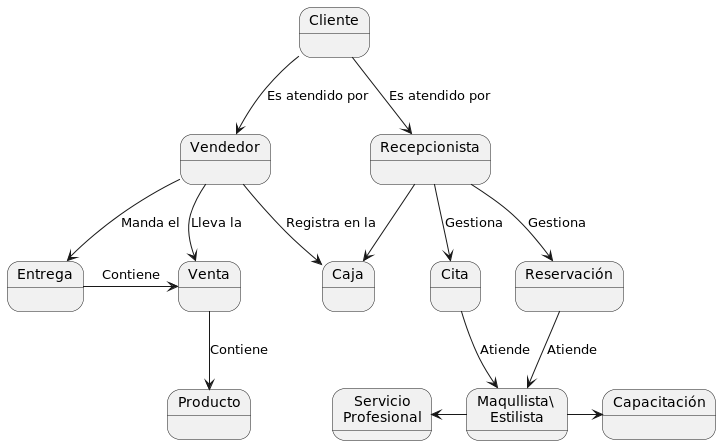 Cliente
Es atendido por
Es atendido por
Vendedor
Recepcionista
Manda el
Lleva la
Registra en la
Gestiona
Gestiona
Entrega
Contiene
Venta
Caja
Cita
Reservación
Contiene
Atiende
Atiende
Producto
Servicio
Profesional
Maqullista\
Estilista
Capacitación